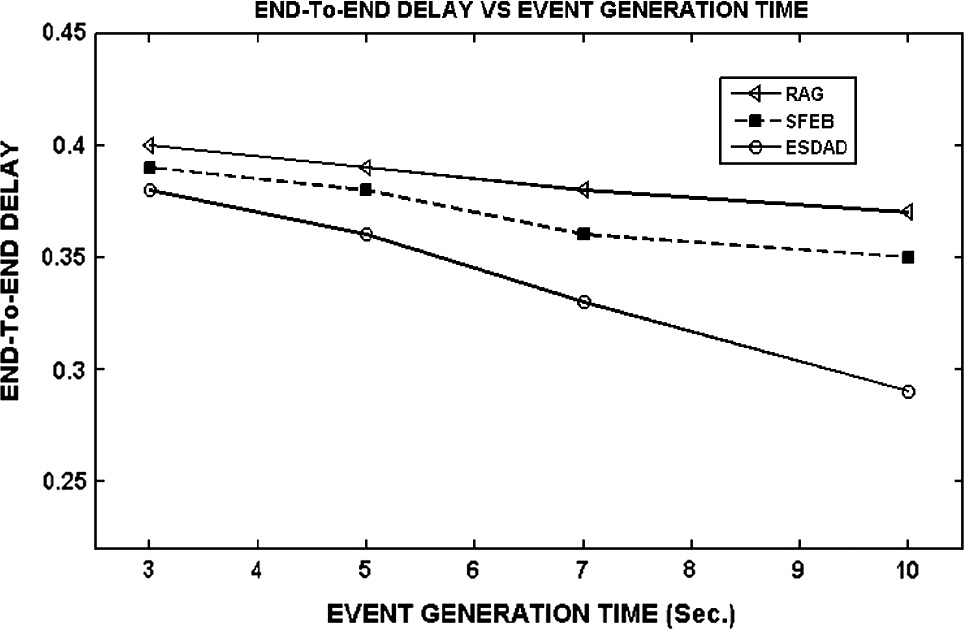 END-To-END DELAY VS EVENT GENERATION TIME
0.45
0.4
0.35
0.3
0.25
END-To-END DELAY
RAG
SFEB
ESDAD
3 4 5 6 7 8 9 10
EVENT GENERATION TIME (Sec.)